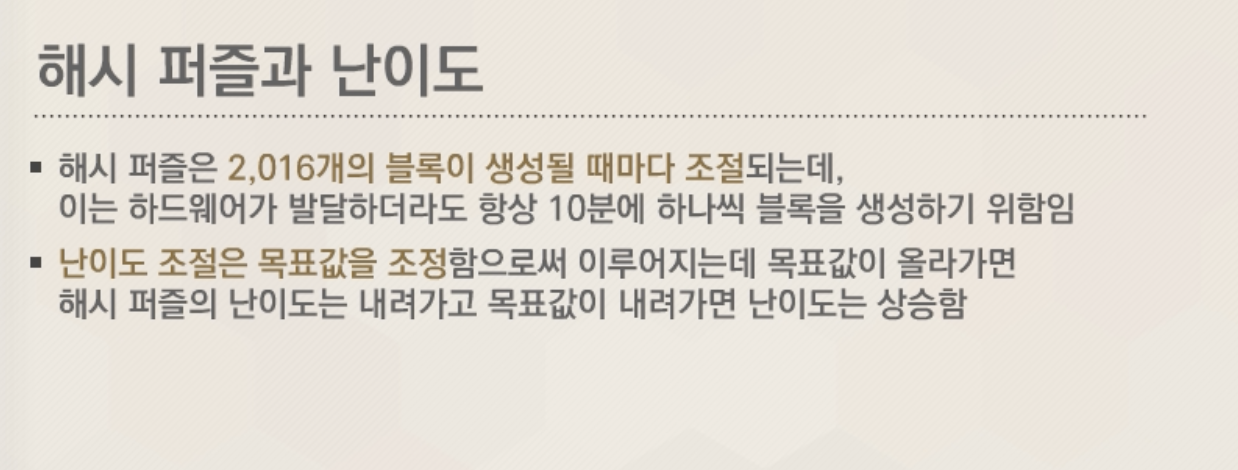 해시 퍼즐과 난이도
▪ 해시 퍼즐은 2,016개의 블록이 생성될 때마다 조절되는데,
이는 하드웨어가 발달하더라도 항상 10분에 하나씩 블록을 생성하기 위함임
▪ 난이도 조절은 목표값을 조정함으로써 이루어지는데 목표값이 올라가면
해시 퍼즐의 난이도는 내려가고 목표값이 내려가면 난이도는 상승함